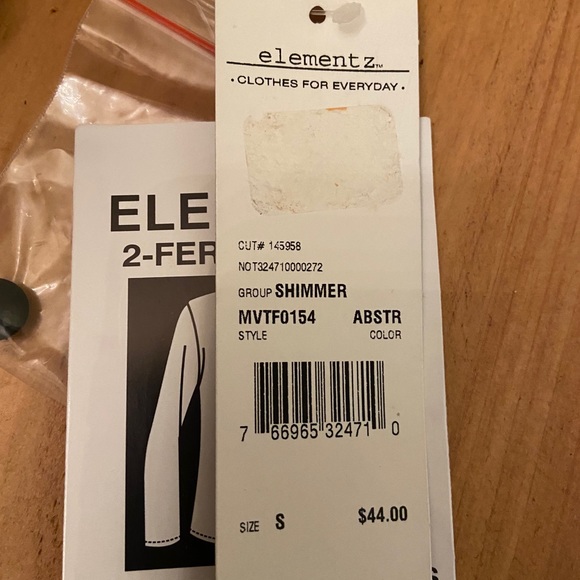 elementz™
• CLOTHES FOR EVERYDAY •
ELE
2-FER
CUT# 145958
NOT324710000272
GROUP SHIMMER
MVTF0154 ABSTR
STYLE COLOR
7 66965 32471 0
SIZE S $44.00